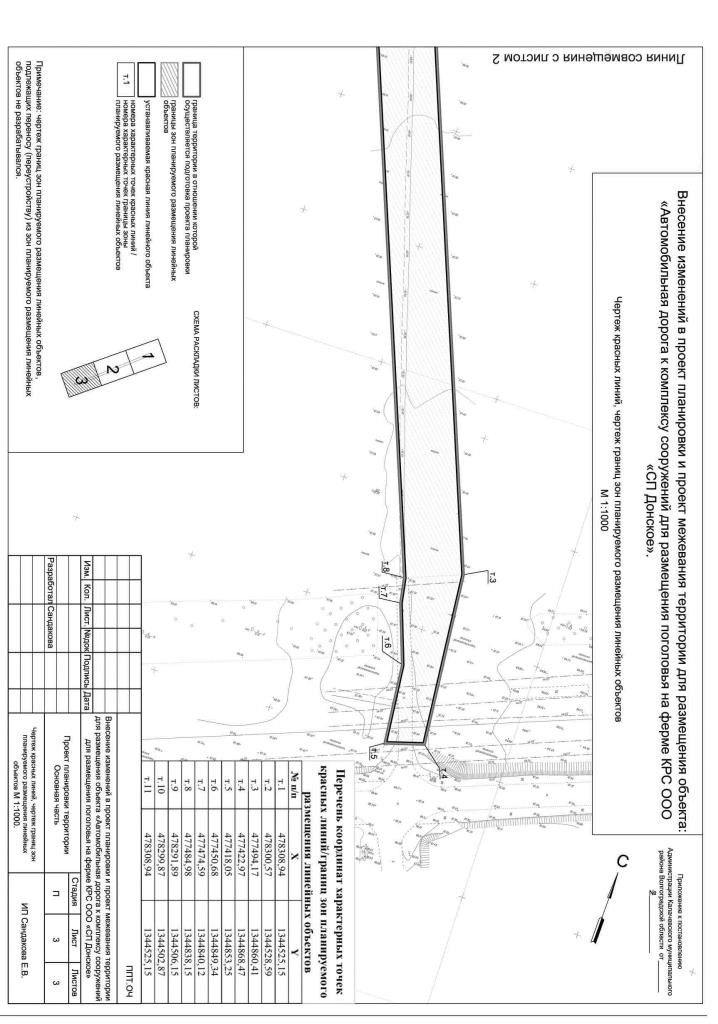 Приложение к постановлению
Администрации Калачевского муниципального
района Волгоградской области от
№
Внесение изменений в проект планировки и проект межевания территории для размещения объекта:
«Автомобильная дорога к комплексу сооружений для размещения поголовья на ферме КРС ООО
«СП Донское».
Чертеж красных линий, чертеж границ зон планируемого размещения линейных объектов
М 1:1000
С
Линия совмещения с листом 2
т.3
т.4
т.5
т.6
т.7
т.8
Перечень координат характерных точек
красных линий/границ зон планируемого
размещения линейных объектов
№ п/п X Y
т.1 478308,94 1344525,15
т.2 478300,57 1344528,59
т.3 477494,17 1344860,41
т.4 477422,97 1344868,47
т.5 477418,05 1344853,25
т.6 477450,68 1344849,34
т.7 477474,59 1344840,12
т.8 477484,98 1344838,15
т.9 478291,89 1344506,15
т.10 478299,87 1344502,87
т.11 478308,94 1344525,15
граница территории в отношении которой
осуществляется подготовка проекта планировки
границы зон планируемого размещения линейных
объектов
устанавливаемая красная линия линейного объекта
т.1
номера характерных точек красных линий /
номера характерных точек границы зоны
планируемого размещения линейных объектов
СХЕМА РАСКЛАДКИ ЛИСТОВ:
1
2
3
Примечание: чертеж границ зон планируемого размещения линейных объектов,
подлежащих переносу (переустройству) из зон планируемого размещения линейных
объектов не разрабатывался.
ППТ.ОЧ
Внесение изменений в проект планировки и проект межевания территории
для размещения объекта «Автомобильная дорога к комплексу сооружений
для размещения поголовья на ферме КРС ООО «СП Донское»
Изм. Кол. Лист №док Подпись Дата
Разработал Сандакова
Проект планировки территории
Основная часть
Стадия Лист Листов
П 3 3
Чертеж красных линий, чертеж границ зон
планируемого размещения линейных
объектов М 1:1000.
ИП Сандакова Е.В.